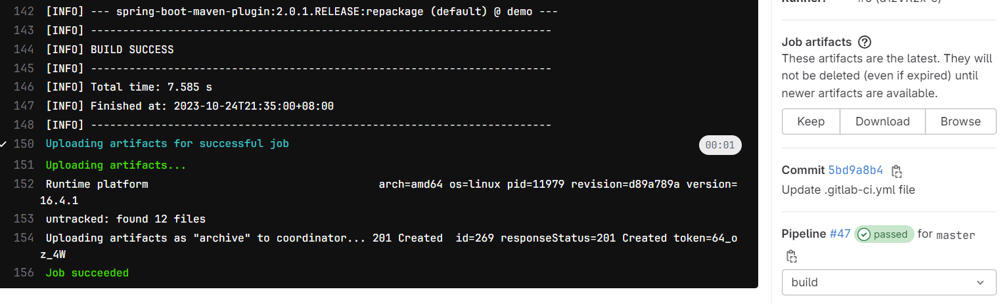 142 [INFO] --- spring-boot-maven-plugin:2.0.1.RELEASE:repackage (default) @ demo ---
143 [INFO] ------------------------------------------------------------------------
144 [INFO] BUILD SUCCESS
145 [INFO] ------------------------------------------------------------------------
146 [INFO] Total time: 7.585 s
147 [INFO] Finished at: 2023-10-24T21:35:00+08:00
148 [INFO] ------------------------------------------------------------------------
150 Uploading artifacts for successful job 00:01
151 Uploading artifacts...
152 Runtime platform arch=amd64 os=linux pid=11979 revision=d89a789a version=
16.4.1
153 untracked: found 12 files
154 Uploading artifacts as "archive" to coordinator... 201 Created id=269 responseStatus=201 Created token=64_o
z_4W
156 Job succeeded
Job artifacts
These artifacts are the latest. They will
not be deleted (even if expired) until
newer artifacts are available.
Keep Download Browse
Commit 5bd9a8b4
Update .gitlab-ci.yml file
Pipeline #47 passed for master
build